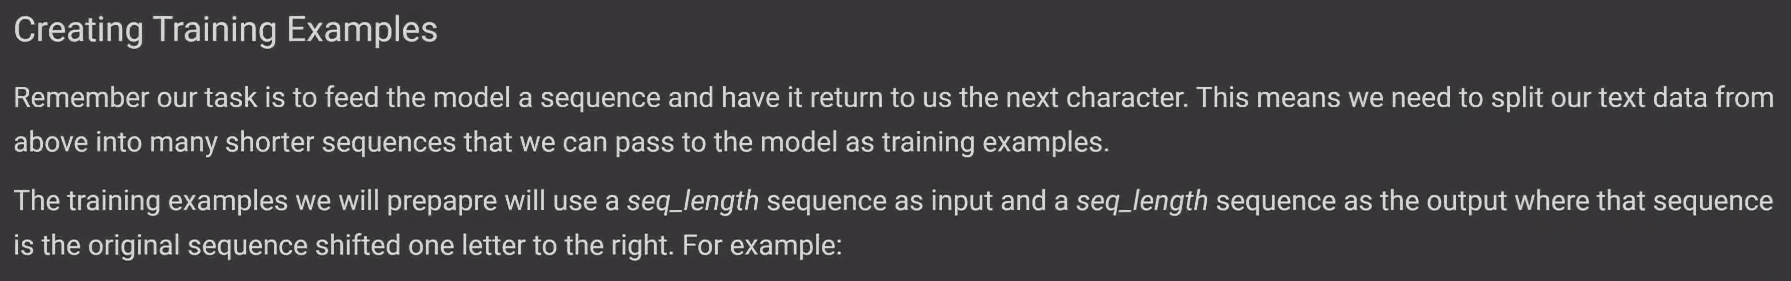 Creating Training Examples
Remember our task is to feed the model a sequence and have it return to us the next character. This means we need to split our text data from
above into many shorter sequences that we can pass to the model as training examples.
The training examples we will prepapre will use a seq_length sequence as input and a seq_length sequence as the output where that sequence
is the original sequence shifted one letter to the right. For example: